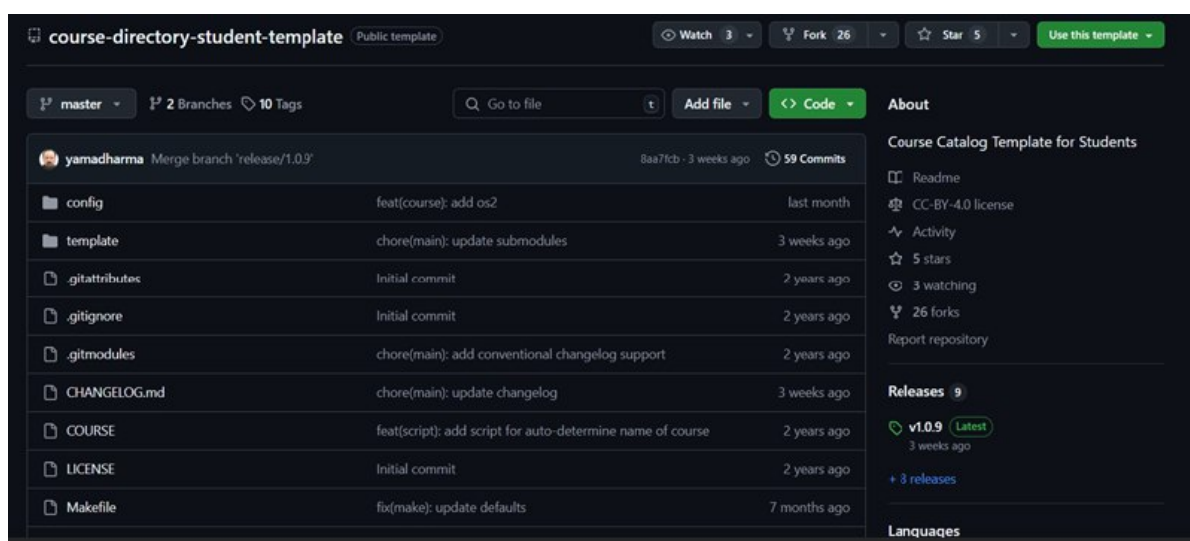 course-directory-student-template Public template Watch 3 Fork 26 Star 5 Use this template
master 2 Branches 10 Tags Go to file t Add file Code
yamadharma Merge branch 'release/1.0.9' 8aa7fcb · 3 weeks ago 59 Commits
config feat(course): add os2 last month
template chore(main): update submodules 3 weeks ago
.gitattributes Initial commit 2 years ago
.gitignore Initial commit 2 years ago
.gitmodules chore(main): add conventional changelog support 2 years ago
CHANGELOG.md chore(main): update changelog 3 weeks ago
COURSE feat(script): add script for auto-determine name of course 2 years ago
LICENSE Initial commit 2 years ago
Makefile fix(make): update defaults 7 months ago
About
Course Catalog Template for Students
Readme
CC-BY-4.0 license
Activity
5 stars
3 watching
26 forks
Report repository
Releases 9
v1.0.9 Latest
3 weeks ago
+ 8 releases
Languages